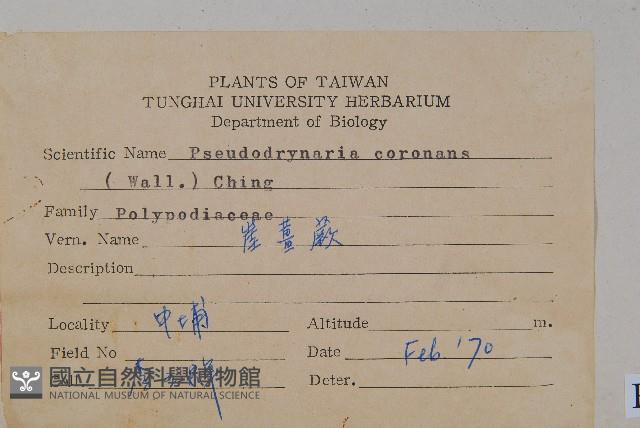 PLANTS OF TAIWAN
TUNGHAI UNIVERSITY HERBARIUM
Department of Biology
Scientific Name Pseudodrynaria coronans
( Wall.) Ching
Family Polypodiaceae
Vern. Name 崖薑蕨
Description
Locality 中埔 Altitude m.
Field No Date Feb '70
Deter.
國立自然科學博物館
NATIONAL MUSEUM OF NATURAL SCIENCE